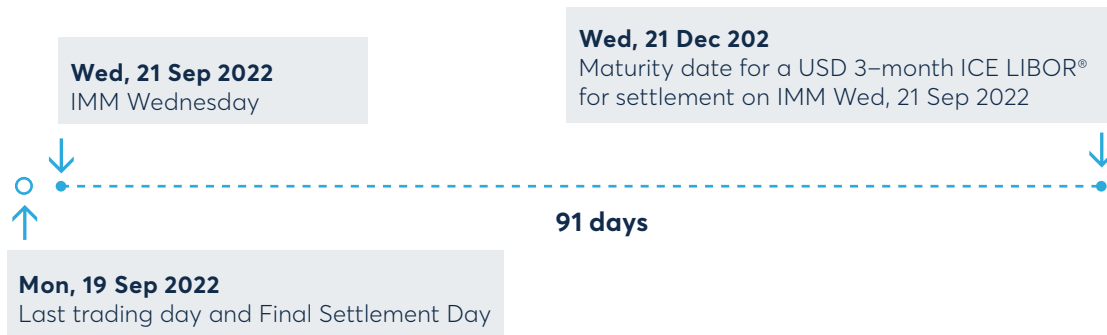 Wed, 21 Sep 2022
IMM Wednesday
Wed, 21 Dec 202
Maturity date for a USD 3–month ICE LIBOR®
for settlement on IMM Wed, 21 Sep 2022
91 days
Mon, 19 Sep 2022
Last trading day and Final Settlement Day